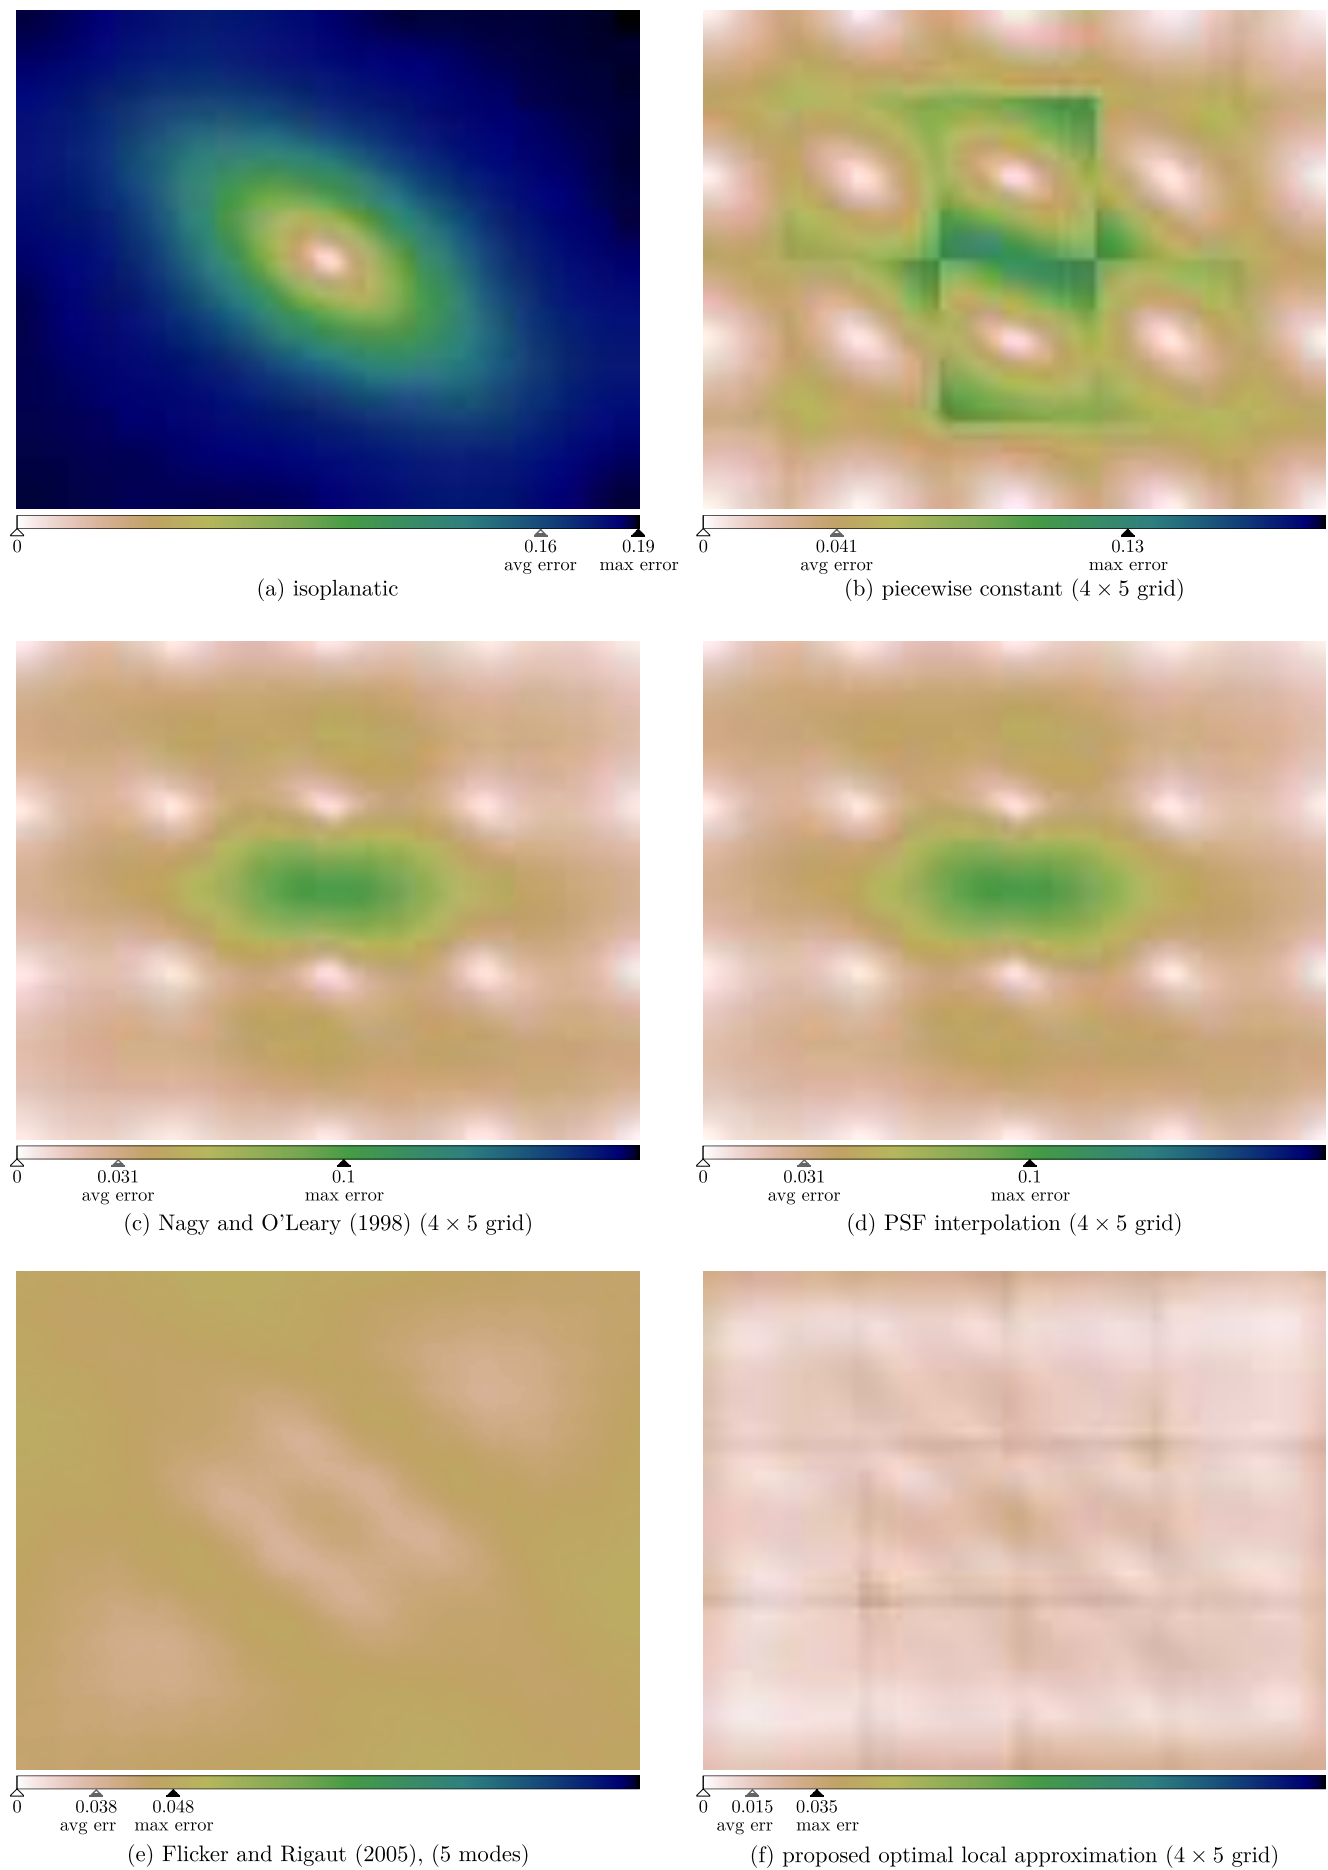 0 0.16 0.19
avg error max error
(a) isoplanatic
0 0.041 0.13
avg error max error
(b) piecewise constant (4 × 5 grid)
0 0.031 0.1
avg error max error
(c) Nagy and O'Leary (1998) (4 × 5 grid)
0 0.031 0.1
avg error max error
(d) PSF interpolation (4 × 5 grid)
0 0.038 0.048
avg err max error
(e) Flicker and Rigaut (2005), (5 modes)
0 0.015 0.035
avg err max err
(f) proposed optimal local approximation (4 × 5 grid)